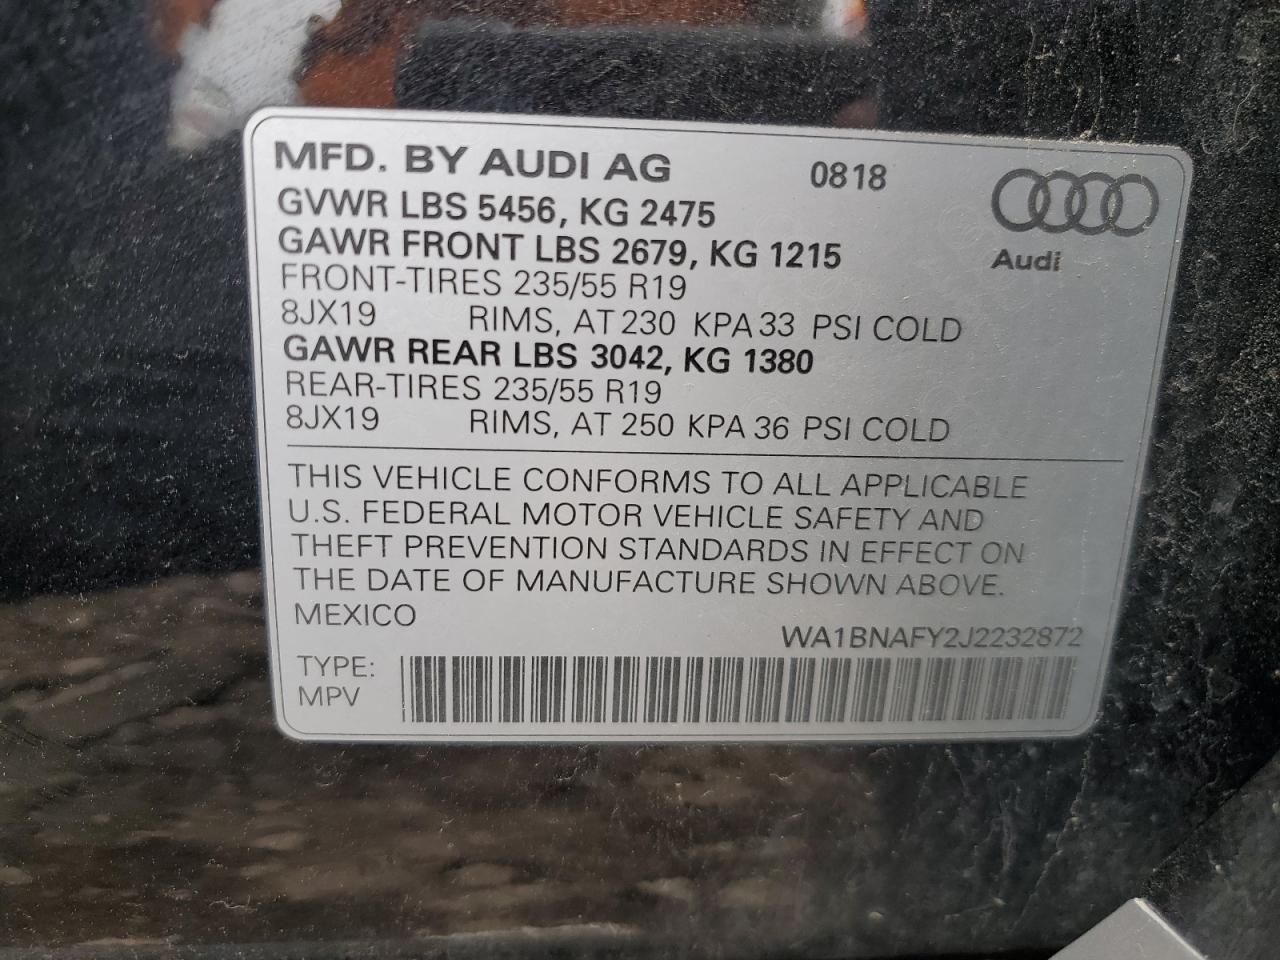 MFD. BY AUDI AG 0818
GVWR LBS 5456, KG 2475
GAWR FRONT LBS 2679, KG 1215
Audi
FRONT-TIRES 235/55 R19
8JX19 RIMS, AT 230 KPA 33 PSI COLD
GAWR REAR LBS 3042, KG 1380
REAR-TIRES 235/55 R19
8JX19 RIMS, AT 250 KPA 36 PSI COLD
THIS VEHICLE CONFORMS TO ALL APPLICABLE
U.S. FEDERAL MOTOR VEHICLE SAFETY AND
THEFT PREVENTION STANDARDS IN EFFECT ON
THE DATE OF MANUFACTURE SHOWN ABOVE.
MEXICO
WA1BNAFY2J2232872
TYPE:
MPV